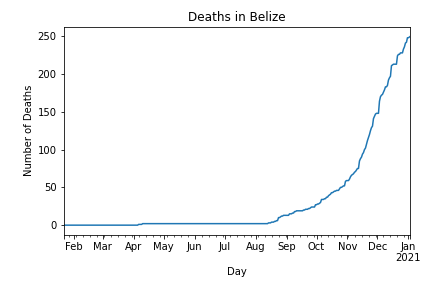 Deaths in Belize
Number of Deaths
250
200
150
100
50
0
Feb Mar Apr May Jun Jul Aug Sep Oct Nov Dec Jan
2021
Day